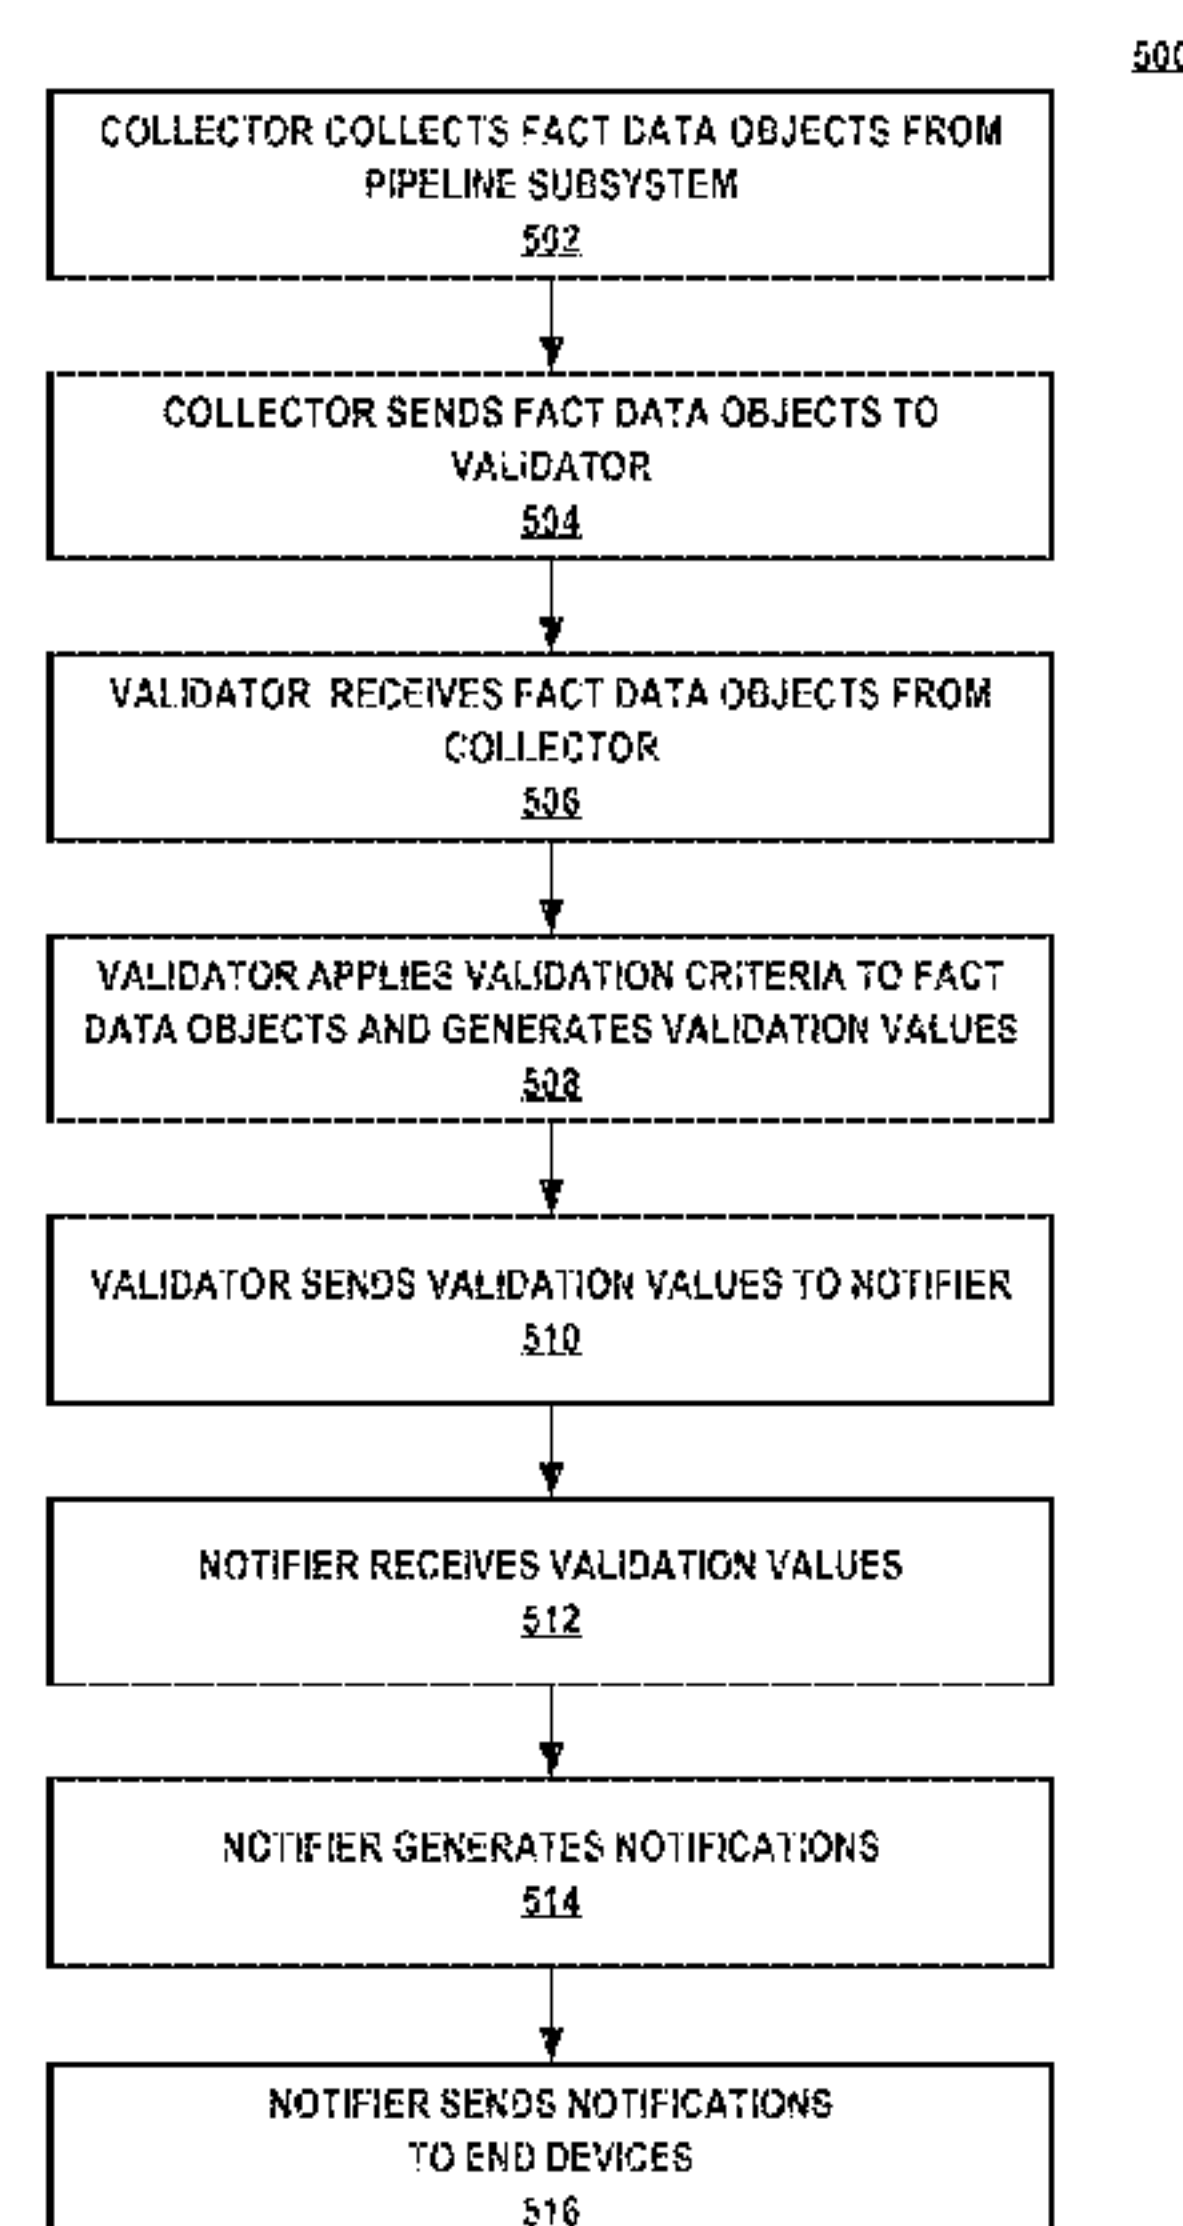 500
COLLECTOR COLLECTS FACT DATA OBJECTS FROM
PIPELINE SUBSYSTEM
502
COLLECTOR SENDS FACT DATA OBJECTS TO
VALIDATOR
504
VALIDATOR RECEIVES FACT DATA OBJECTS FROM
COLLECTOR
506
VALIDATOR APPLIES VALIDATION CRITERIA TO FACT
DATA OBJECTS AND GENERATES VALIDATION VALUES
508
VALIDATOR SENDS VALIDATION VALUES TO NOTIFIER
510
NOTIFIER RECEIVES VALIDATION VALUES
512
NOTIFIER GENERATES NOTIFICATIONS
514
NOTIFIER SENDS NOTIFICATIONS
TO END DEVICES
516